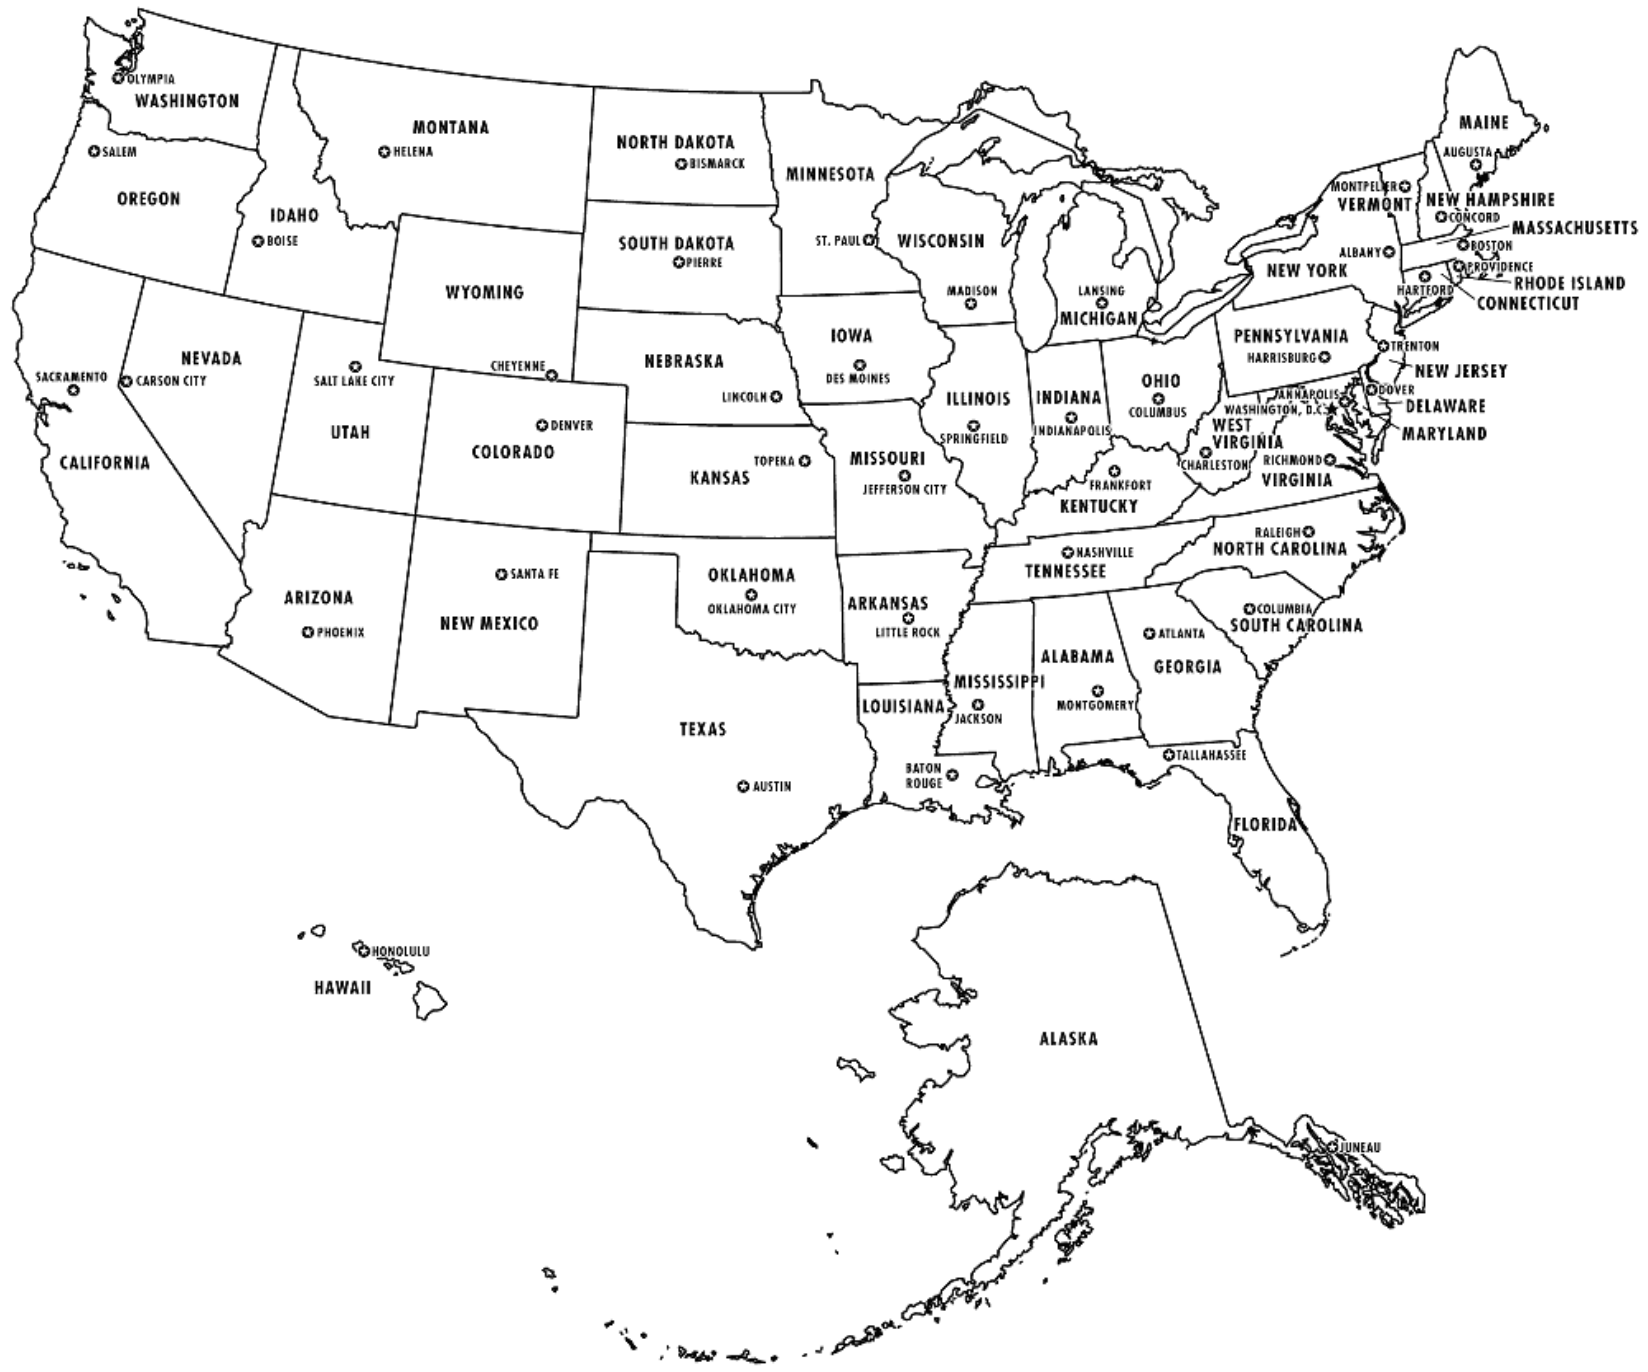 OLYMPIA
WASHINGTON
SALEM
OREGON
MONTANA
HELENA
IDAHO
BOISE
NORTH DAKOTA
BISMARCK
SOUTH DAKOTA
PIERRE
MINNESOTA
ST. PAUL
WISCONSIN
MADISON
LANSING
MICHIGAN
MAINE
AUGUSTA
MONTPELIER
VERMONT
NEW HAMPSHIRE
CONCORD
MASSACHUSETTS
BOSTON
ALBANY
NEW YORK
PROVIDENCE
RHODE ISLAND
HARTFORD
CONNECTICUT
WYOMING
CHEYENNE
NEBRASKA
LINCOLN
IOWA
DES MOINES
ILLINOIS
SPRINGFIELD
INDIANA
INDIANAPOLIS
OHIO
COLUMBUS
PENNSYLVANIA
HARRISBURG
TRENTON
NEW JERSEY
ANNAPOLIS
DOVER
WASHINGTON, D.C.
DELAWARE
MARYLAND
WEST
VIRGINIA
CHARLESTON
RICHMOND
VIRGINIA
SACRAMENTO
CALIFORNIA
NEVADA
CARSON CITY
SALT LAKE CITY
UTAH
DENVER
COLORADO
TOPEKA
KANSAS
MISSOURI
JEFFERSON CITY
FRANKFORT
KENTUCKY
RALEIGH
NORTH CAROLINA
NASHVILLE
TENNESSEE
ARIZONA
PHOENIX
SANTA FE
NEW MEXICO
OKLAHOMA
OKLAHOMA CITY
ARKANSAS
LITTLE ROCK
COLUMBIA
SOUTH CAROLINA
ATLANTA
GEORGIA
ALABAMA
MONTGOMERY
MISSISSIPPI
JACKSON
LOUISIANA
BATON
ROUGE
TEXAS
AUSTIN
TALLAHASSEE
FLORIDA
HONOLULU
HAWAII
ALASKA
JUNEAU